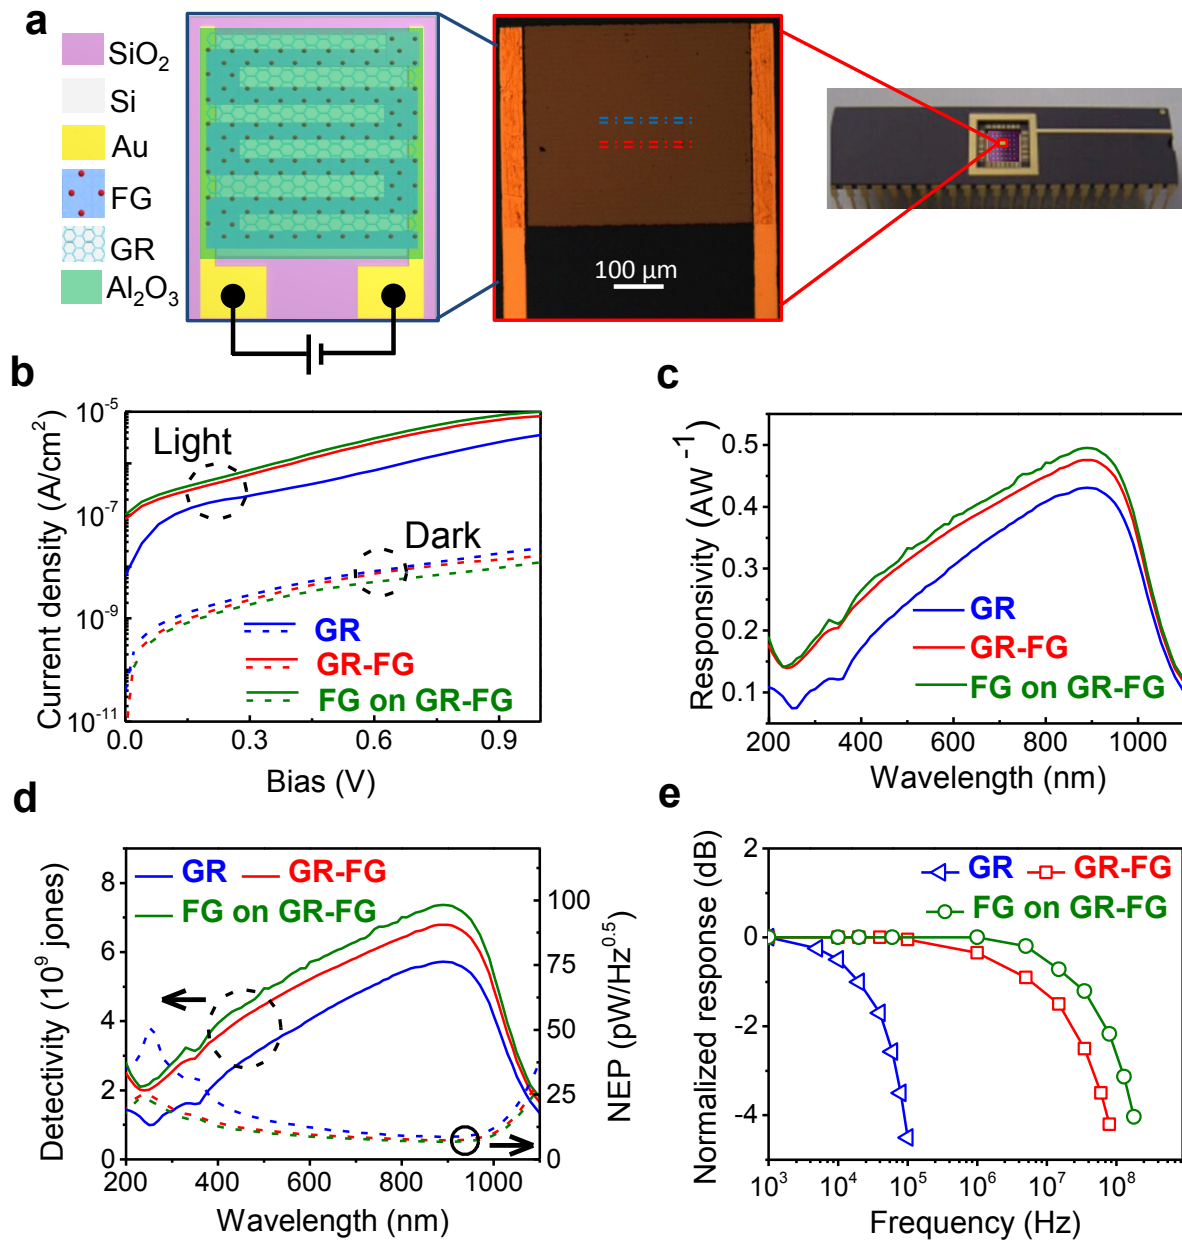 a
SiO2
Si
Au
FG
GR
Al2O3
100 μm
b
Current density (A/cm2)
10-5
10-7
10-9
10-11
Light
Dark
GR
GR-FG
FG on GR-FG
0.0 0.3 0.6 0.9
Bias (V)
c
Responsivity (AW-1)
0.5
0.4
0.3
0.2
0.1
GR
GR-FG
FG on GR-FG
200 400 600 800 1000
Wavelength (nm)
d
Detectivity (109 jones)
8
6
4
2
0
GR GR-FG
FG on GR-FG
100
75
50
25
0
NEP (pW/Hz0.5)
200 400 600 800 1000
Wavelength (nm)
e
Normalized response (dB)
2
0
-2
-4
GR GR-FG
FG on GR-FG
103 104 105 106 107 108
Frequency (Hz)